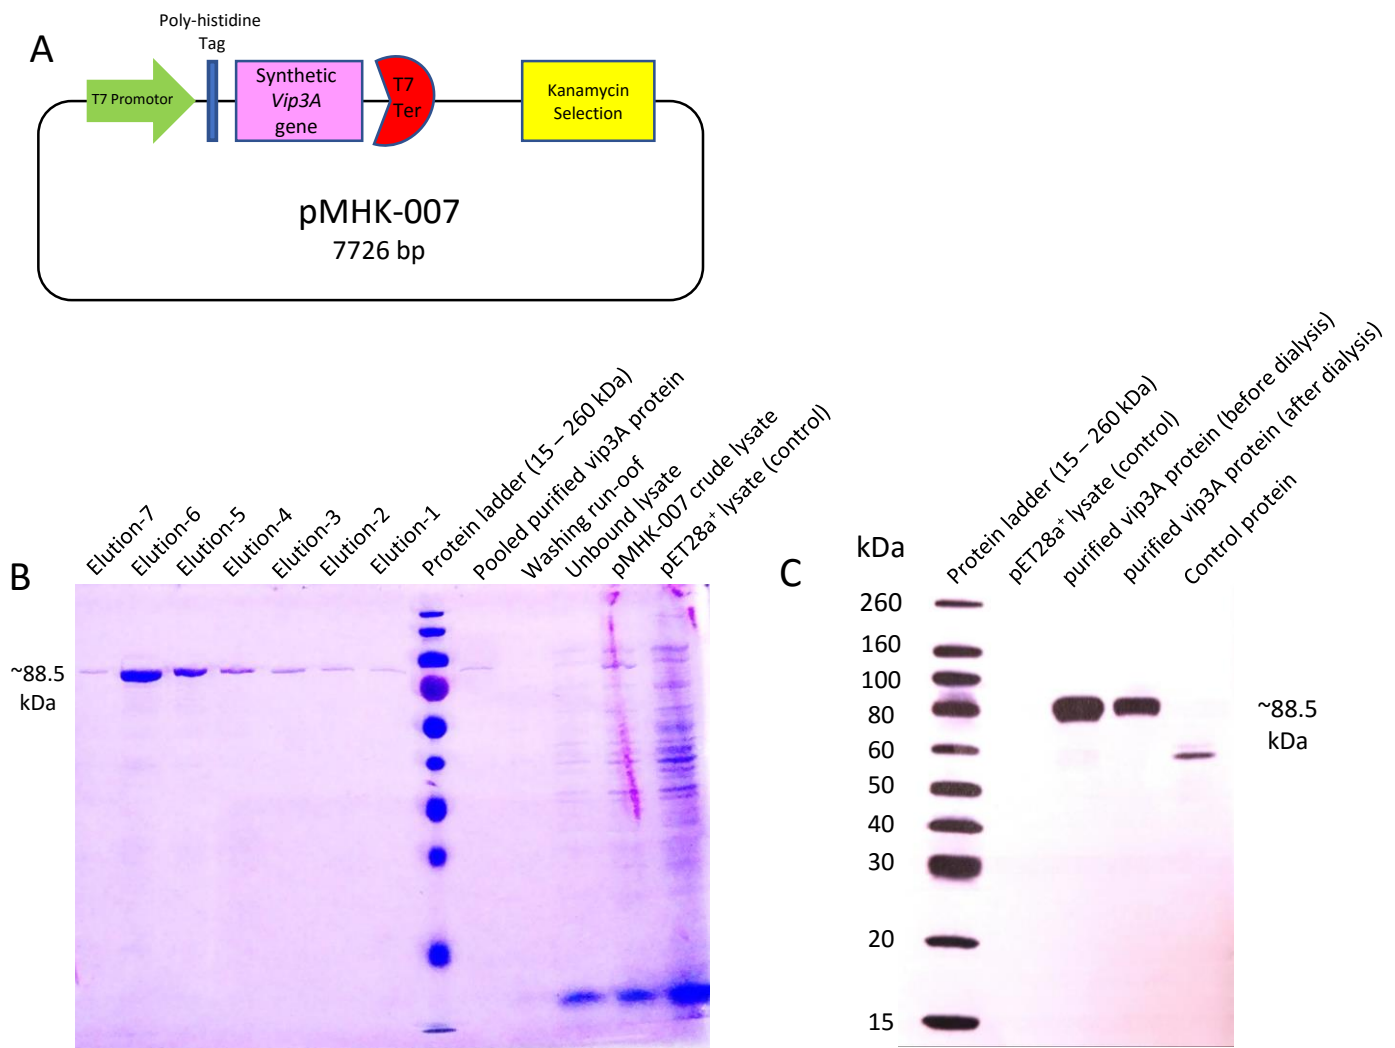 A
Poly-histidine
Tag
T7 Promotor
Synthetic
Vip3A
gene
T7
Ter
Kanamycin
Selection
pMHK-007
7726 bp
B
Elution-7
Elution-6
Elution-5
Elution-4
Elution-3
Elution-2
Elution-1
Protein ladder (15 – 260 kDa)
Pooled purified vip3A protein
Washing run-oof
Unbound lysate
pMHK-007 crude lysate
pET28a⁺ lysate (control)
~88.5
kDa
C
kDa
Protein ladder (15 – 260 kDa)
pET28a⁺ lysate (control)
purified vip3A protein (before dialysis)
purified vip3A protein (after dialysis)
Control protein
260
160
100
80
60
50
40
30
20
15
~88.5
kDa